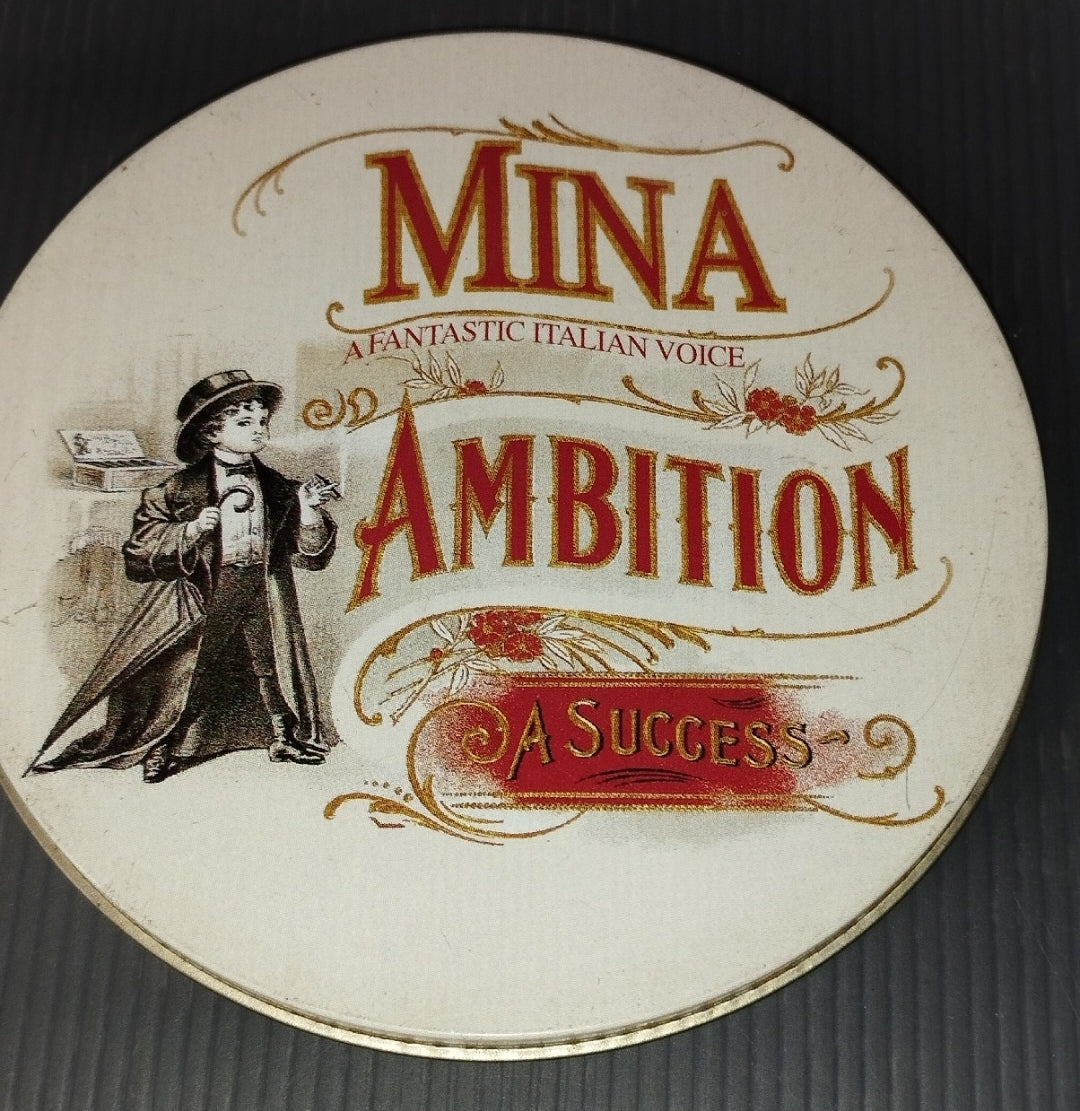 MINA
A FANTASTIC ITALIAN VOICE
AMBITION
A SUCCESS